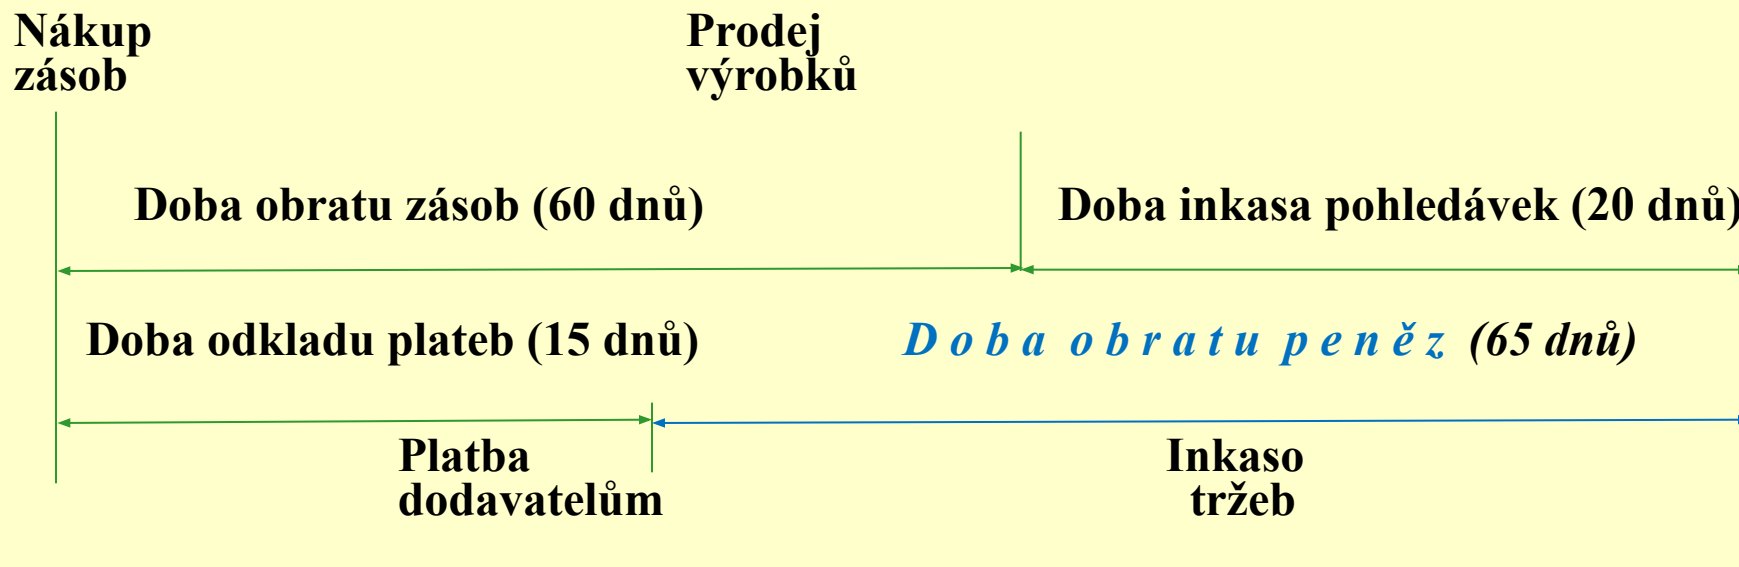 Nákup
zásob
Prodej
výrobků
Doba obratu zásob (60 dnů)
Doba inkasa pohledávek (20 dnů)
Doba odkladu plateb (15 dnů)
D o b a o b r a t u p e n ě z (65 dnů)
Platba
dodavatelům
Inkaso
tržeb